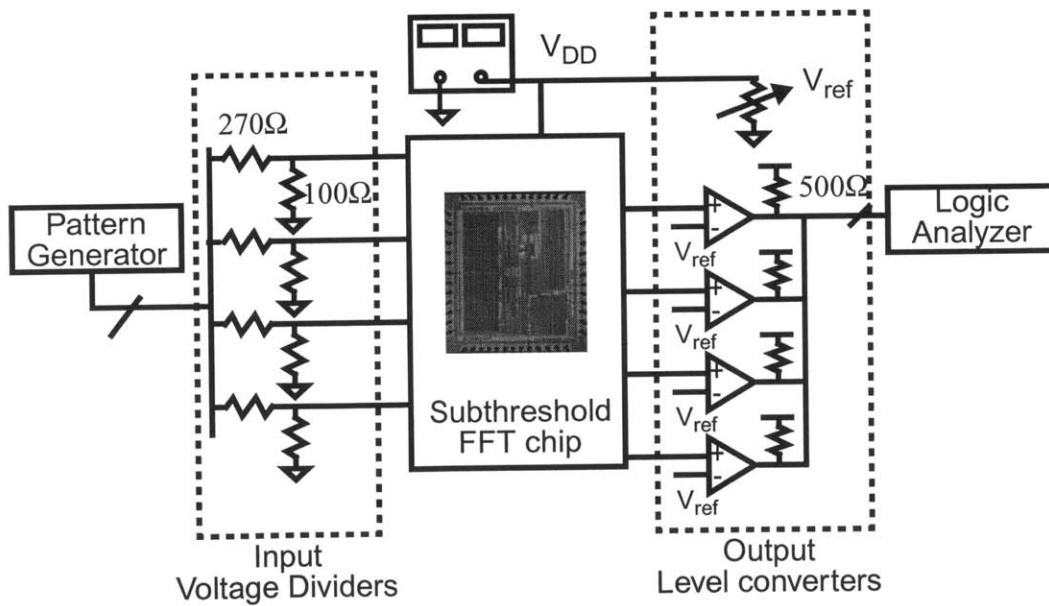 V_DD
V_ref
270Ω
100Ω
500Ω
Pattern
Generator
Logic
Analyzer
V_ref
V_ref
V_ref
V_ref
Subthreshold
FFT chip
Input
Voltage Dividers
Output
Level converters